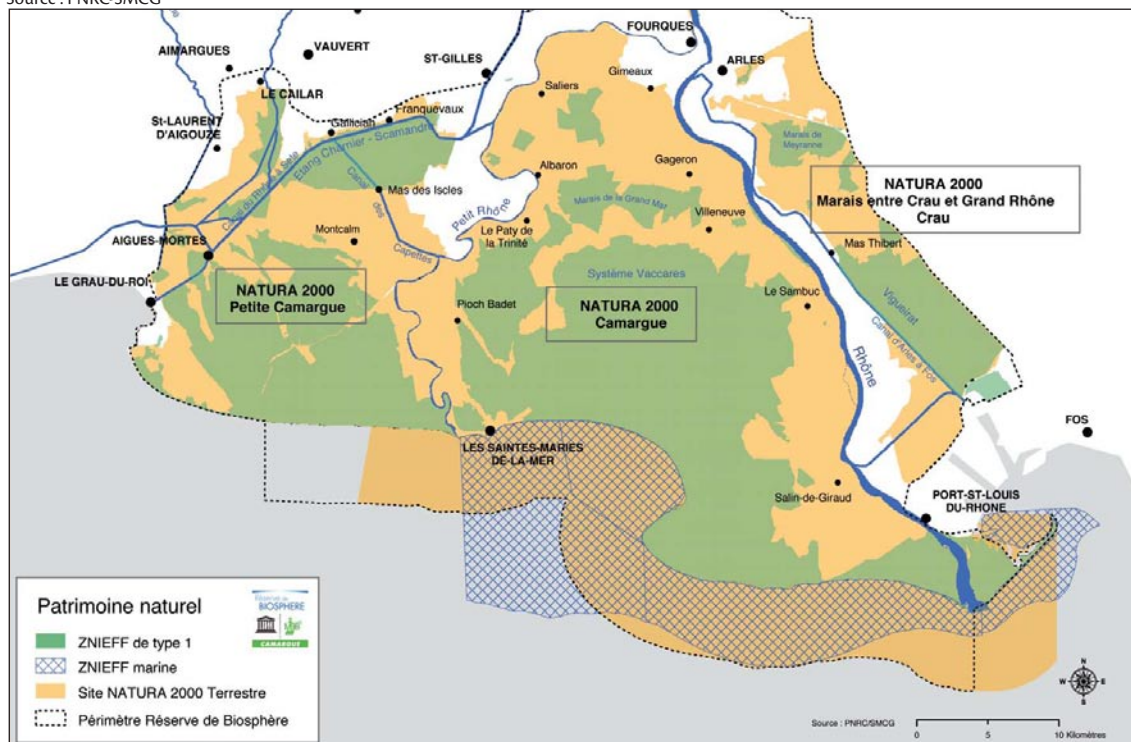 Source : PNRC-SMCG
FOURQUES
VAUVERT
AIMARGUES
ST-GILLES
ARLES
Gimeaux
LE CAILAR
Saliers
Franquevaux
St-LAURENT
D'AIGOUZE
Gallician
Etang Charnier - Scamandre
Canal du Rhône à Sète
Marais de
Meyranne
Albaron
Gageron
NATURA 2000
Marais entre Crau et Grand Rhône
Crau
Mas des Isclès
Canal
des
Capettes
Petit Rhône
Marais de la Grand Mar
Villeneuve
Montcalm
Le Paty de
la Trinité
AIGUES-MORTES
Mas Thibert
LE GRAU-DU-ROI
NATURA 2000
Petite Camargue
Système Vaccares
NATURA 2000
Camargue
Pioch Badet
Le Sambuc
Vigueirat
Canal d'Arles à Fos
Rhône
FOS
LES SAINTES-MARIES
DE-LA-MER
Salin-de-Giraud
PORT-ST-LOUIS
DU-RHONE
Patrimoine naturel
Réserve de
BIOSPHÈRE
CAMARGUE
ZNIEFF de type 1
ZNIEFF marine
Site NATURA 2000 Terrestre
Périmètre Réserve de Biosphère
N
W
E
S
Source : PNRC/SMCG
0 5 10 Kilomètres